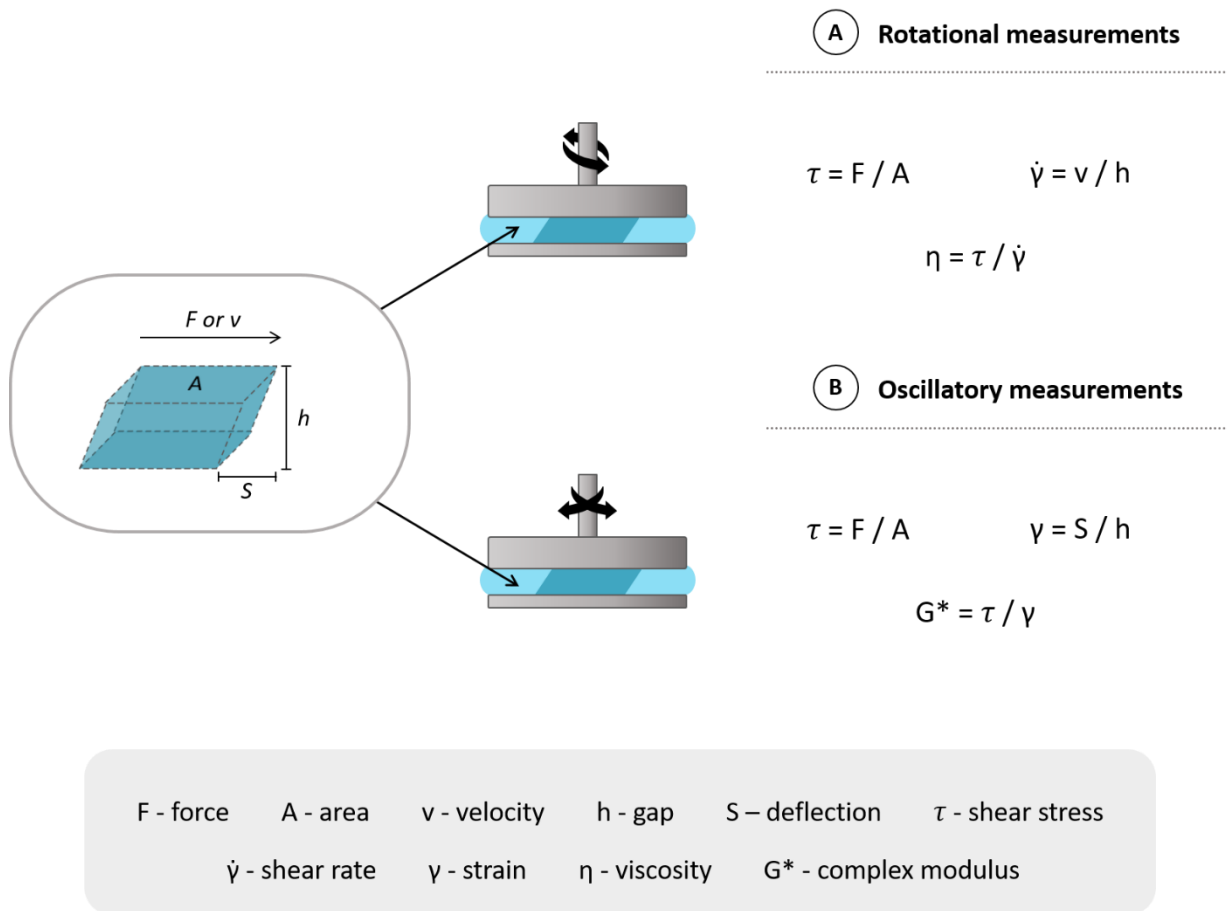 A Rotational measurements
τ = F / A γ̇ = v / h
η = τ / γ̇
F or v
A
h
S
B Oscillatory measurements
τ = F / A γ = S / h
G* = τ / γ
F - force A - area v - velocity h - gap S – deflection τ - shear stress
γ̇ - shear rate γ - strain η - viscosity G* - complex modulus